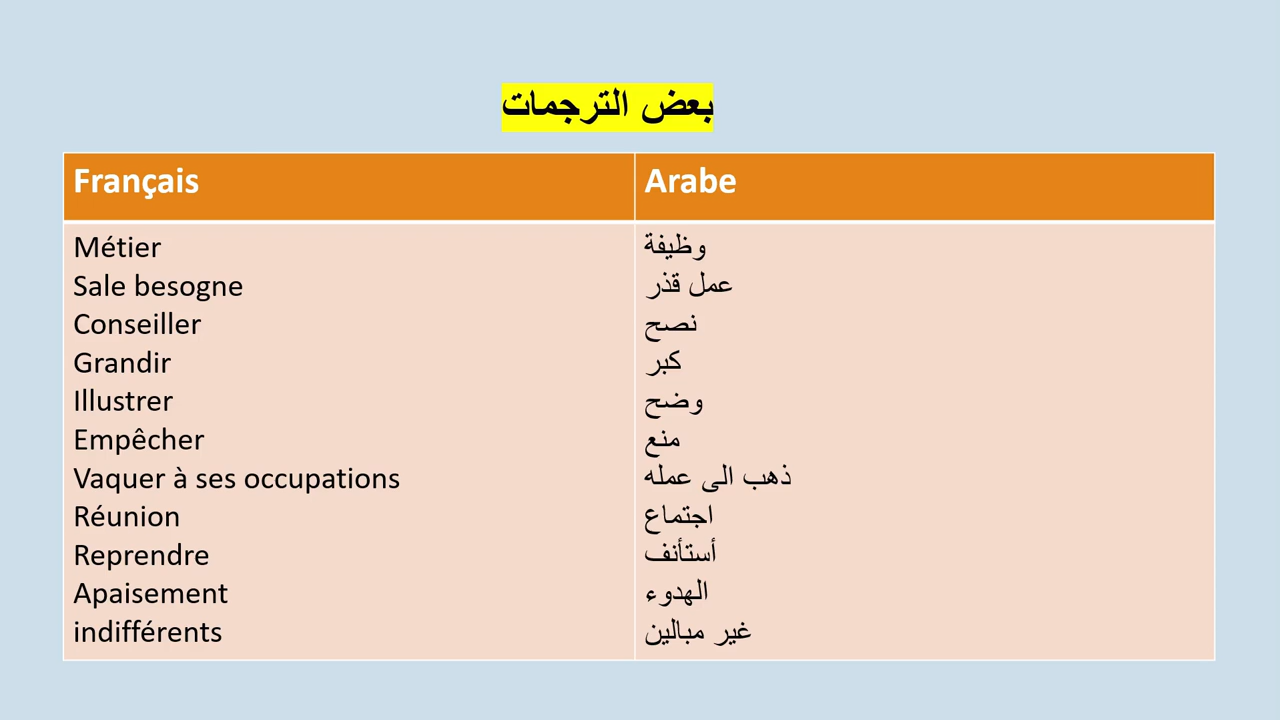 بعض الترجمات
Français Arabe
Métier وظيفة
Sale besogne عمل قذر
Conseiller نصح
Grandir كبر
Illustrer وضح
Empêcher منع
Vaquer à ses occupations ذهب الى عمله
Réunion اجتماع
Reprendre أستأنف
Apaisement الهدوء
indifférents غير مبالين